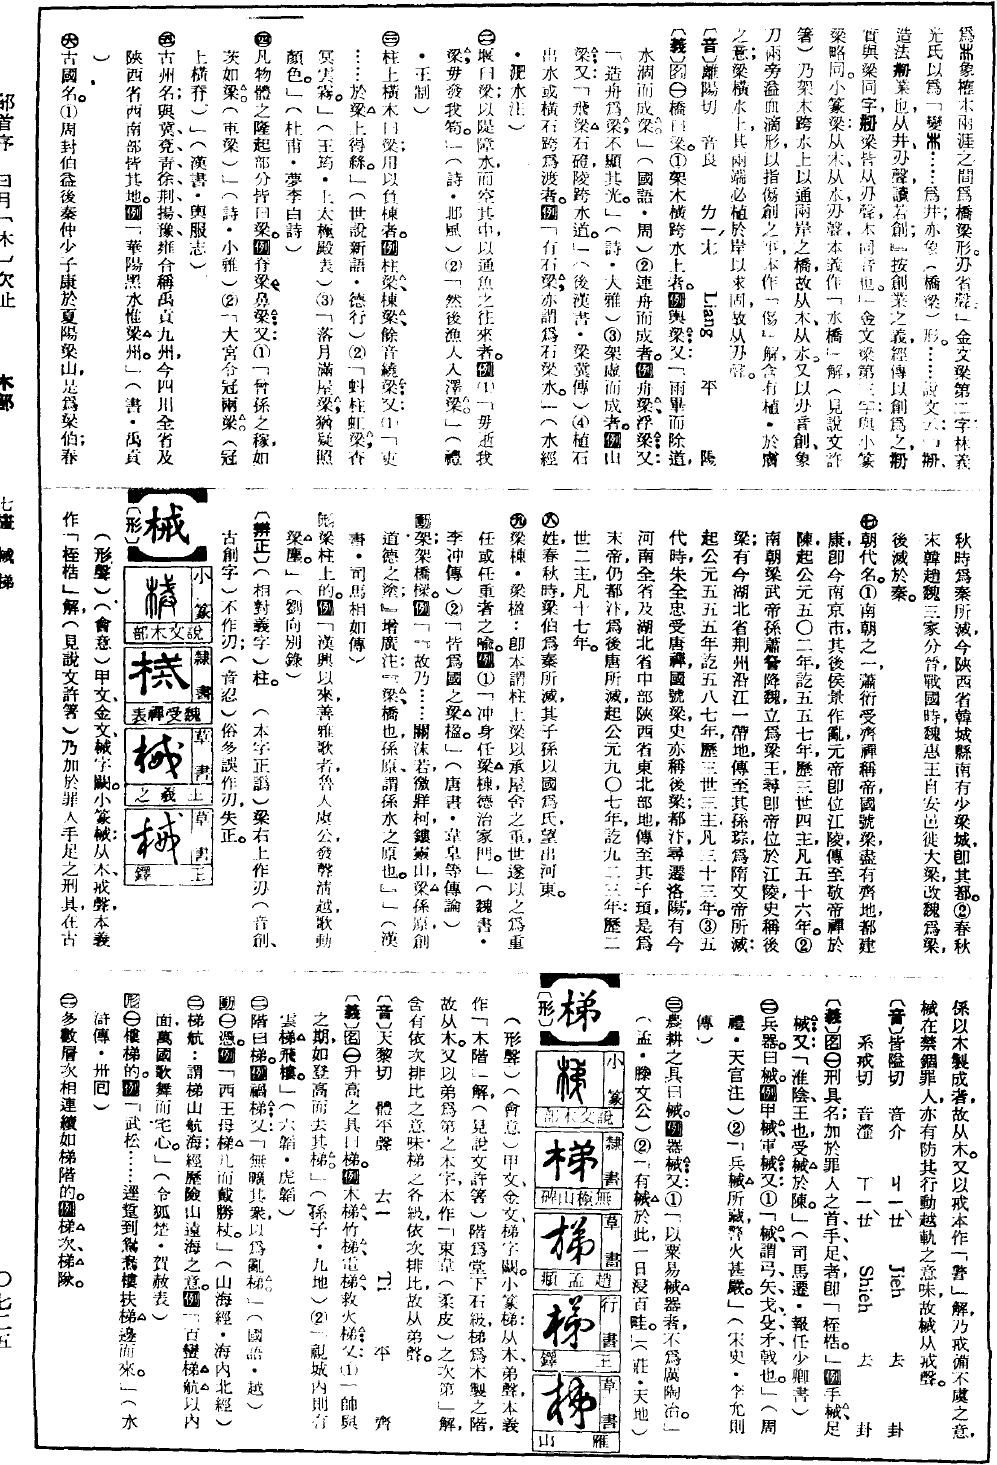 爲𣲙象權木兩涯之間爲橋梁形。刅省聲」金文梁第二字林義
光氏以爲「變𣲙……爲井亦象(橋梁)形。……說文云『刱、
造法刱業也从井刅聲讀若創』按創業之義經傳以創爲之刱
實與梁同字刱梁皆从刅聲本同音也」金文梁第三字與小篆
梁略同。小篆梁从木从水刅聲本義作「水橋」解、(見說文許
箸)乃架木跨水上以通兩岸之橋故从木从水。又以刅音創、象
刀兩旁溢血滴形以指傷創之事本作「傷」解含有植・於膚
之意梁橫水上其兩端必植於岸以求固故从刅聲。
〔音〕離陽切 音良 ㄌㄧㄤˊ Liang 平 陽
〔義〕名㊀橋曰梁。①架木橫跨水上者。例輿梁又:「雨畢而除道、
水涸而成梁。」(國語・周)②連舟而成者。例舟梁浮梁又:
「造舟爲梁、不顯其光。」(詩・大雅)③架虛而成者。例山
梁又:「飛梁石磴、陵跨水道。」(後漢書・梁冀傳)④植石
出水或橫石跨爲渡者。例「有石梁、亦謂爲石梁水。」(水經
・淝水注)
㊁堰曰梁以隄障水而空其中以通魚之往來者。例①「毋逝我
梁、毋發我笱。」(詩・邶風)②「然後漁人入澤梁。」(禮
・王制)
㊂柱上橫木曰梁用以負棟者。例柱梁、棟梁餘音繞梁又:①「吏
……於梁上得絲。」(世說新語・德行)②「蚪柱虹梁、杳
冥雲霧。」(王筠・上太極殿表)③「落月滿屋梁、猶疑照
顏色。」(杜甫・夢李白詩)
㊃凡物體之隆起部分皆曰梁。例脊梁、鼻梁又:①「曾孫之稼、如
茨如梁。(車梁)」(詩・小雅)②「大官令冠兩梁。(冠
上橫脊)」(漢書・輿服志)
㊄古州名;與冀、兗、青、徐、荆、揚、豫、雍合稱禹貢九州、今四川全省及
陝西省西南部皆其地。例「華陽黑水惟梁州。」(書・禹貢
)
㊅古國名。①周封伯益後秦仲少子康於夏陽梁山、是爲梁伯春
秋時爲秦所滅、今陝西省韓城縣南有少梁城、卽其都。②春秋
末韓趙魏三家分晉、戰國時魏惠王自安邑徙大梁、改魏爲梁、
後滅於秦。
㊆朝代名。①南朝之一、蕭衍受齊禪稱帝國號梁、盡有齊地都建
康、卽今南京市、其後侯景作亂、元帝卽位江陵、傳至敬帝禪於
陳、起公元五〇二年訖五五七年、歷三世四主凡五十六年。②
南朝梁武帝孫蕭詧降魏、立爲梁王、尋卽帝位於江陵、史稱後
梁、有今湖北省荆州沿江一帶地、傳至其孫琮、爲隋文帝所滅:
起公元五五五年訖五八七年、歷三世三主凡三十三年。③五
代時、朱全忠受唐禪、國號梁、史亦稱後梁、都汴、尋遷洛陽、有今
河南全省及湖北省中部陝西省東北部地、傳至其子瑱、是爲
末帝、仍都汴、爲後唐所滅、起公元九〇七年訖九二三年、歷二
世二主、凡十七年。
㊇姓、春秋時、梁伯爲秦所滅、其子孫以國爲氏、望出河東。
㊈梁棟・梁楹:卽本謂柱上梁、以承屋舍之重、世遂以之爲重
任或任重者之喩。例①「冲身任梁棟、德治家門。」(魏書・
李冲傳)②「皆爲國之梁楹。」(唐書・韋皋等傳論)
動架:架橋梁。例「『故乃……關沫若、徼牂柯、鏤靈山、梁孫原、創
道德之塗。』增廣注:『梁、橋也、孫原、謂孫水之原也。』」(漢
書・司馬相如傳)
形梁柱上的。例「漢興以來善雅歌者、魯人虞公、發聲淸越、歌動
梁塵。」(劉向別錄)
〔辨正〕(相對義字)柱。 (本字正譌)梁右上作刅(音創、
古創字)不作刃(音忍)俗多誤作刃、失正。
械
〔形〕
小篆 說文木部
隸書 魏受禪表
草書 王羲之
草書 王鐸
(形聲)(會意)甲文、金文械字闕。小篆械:从木、戒聲、本義
作「桎梏」解、(見說文許箸)乃加於罪人手足之刑具、在古
係以木製成者、故从木。又以戒本作「警」解、乃戒備不虞之意、
械在禁錮罪人、亦有防其行動越軌之意味、故械从戒聲。
〔音〕皆隘切 音介 ㄐㄧㄝˋ Jieh 去 卦
系戒切 音瀣 ㄒㄧㄝˋ Shieh 去 卦
〔義〕名㊀刑具名、加於罪人之首、手、足者、卽「桎梏。」例手械、足
械又:「淮陰、王也、受械於陳。」(司馬遷・報任少卿書)
㊁兵器曰械。例甲械、軍械又:①「械、謂弓、矢、戈、殳、矛、戟也。」(周
禮・天官注)②「兵械所藏、警火甚嚴。」(宋史・李允則
傳)
㊂農耕之具曰械。例器械又:①「以粟易械器者、不爲厲陶冶。」
(孟・滕文公)②「有械於此、一日浸百畦。」(莊・天地)
梯
〔形〕
小篆 說文木部
隸書 無極山碑
草書 趙孟頫
行書 王鐸
草書 雁山
(形聲)(會意)甲文、金文梯字闕。小篆梯:从木、弟聲、本義
作「木階」解、(見說文許箸)階爲堂下石級、梯爲木製之階、
故从木。又以弟爲第之本字、本作「束韋(柔皮)之次第」解、
含有依次排比之意味、梯之各級依次排比、故从弟聲。
〔音〕天黎切 體平聲 ㄊㄧ Ti 平 齊
〔義〕名㊀升高之具曰梯。例木梯、竹梯、電梯、救火梯又:①「帥與
之期、如登高而去其梯。」(孫子・九地)②「視城內則有
雲梯飛樓。」(六韜・虎韜)
㊁階曰梯。例禍梯又:「無曠其衆、以爲亂梯。」(國語・越)
動㊀憑。例「西王母梯几而戴勝杖。」(山海經・海內北經)
㊁梯航:謂梯山航海;經歷險山遠海之意。例「百蠻梯航以內
面、萬國歌舞而宅心。」(令狐楚・賀赦表)
形㊀樓梯的。例「武松……逕踅到鴛鴦樓扶梯邊而來。」(水
滸傳・卅回)
㊁多數層次相連續如梯階的。例梯次、梯隊。
部首序 四月「木」欠止 木部 七畫 械 梯 〇七二五